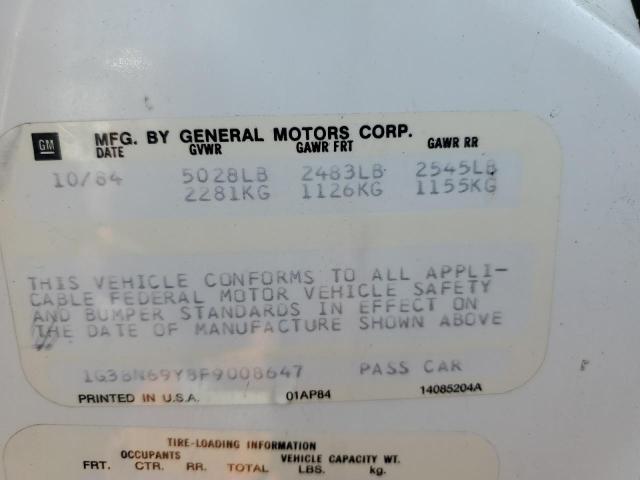 GM MFG. BY GENERAL MOTORS CORP.
DATE GVWR GAWR FRT GAWR RR
10/84 5028LB 2483LB 2545LB
2281KG 1126KG 1155KG
THIS VEHICLE CONFORMS TO ALL APPLI-
CABLE FEDERAL MOTOR VEHICLE SAFETY
AND BUMPER STANDARDS IN EFFECT ON
THE DATE OF MANUFACTURE SHOWN ABOVE
1G3BN69Y8F9008647 PASS CAR
PRINTED IN U.S.A. 01AP84 14085204A
TIRE-LOADING INFORMATION
OCCUPANTS VEHICLE CAPACITY WT.
FRT. CTR. RR. TOTAL LBS. kg.